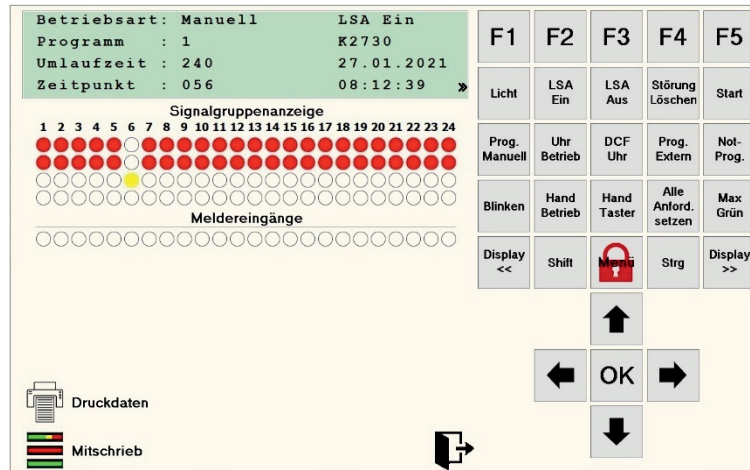 Betriebsart: Manuell LSA Ein
Programm : 1 K2730
Umlaufzeit : 240 27.01.2021
Zeitpunkt : 056 08:12:39 »
Signalgruppenanzeige
1 2 3 4 5 6 7 8 9 10 11 12 13 14 15 16 17 18 19 20 21 22 23 24
Meldereingänge
Druckdaten
Mitschrieb
F1 F2 F3 F4 F5
Licht
LSA
Ein
LSA
Aus
Störung
Löschen
Start
Prog.
Manuell
Uhr
Betrieb
DCF
Uhr
Prog.
Extern
Not-
Prog.
Blinken
Hand
Betrieb
Hand
Taster
Alle
Anford.
setzen
Max
Grün
Display
<<
Shift
Menü
Strg
Display
>>
OK